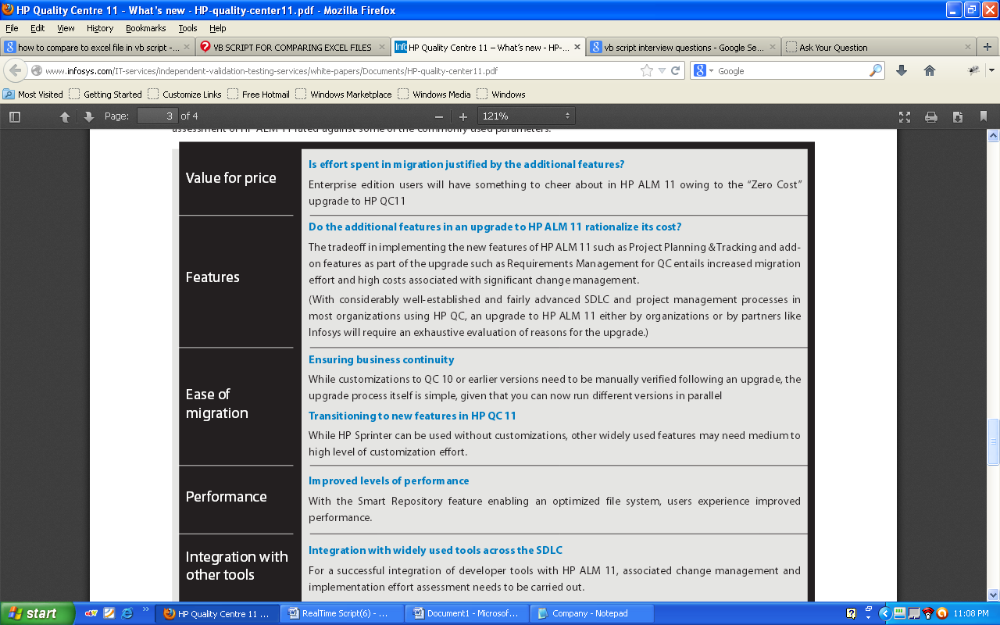 HP Quality Centre 11 - What's new - HP-quality-center11.pdf - Mozilla Firefox
File Edit View History Bookmarks Tools Help
how to compare to excel file in vb script -... VB SCRIPT FOR COMPARING EXCEL FILES HP Quality Centre 11 – What's new - HP-... vb script interview questions - Google Se... Ask Your Question
www.infosys.com/IT-services/independent-validation-testing-services/white-papers/Documents/HP-quality-center11.pdf Google
Most Visited Getting Started Customize Links Free Hotmail Windows Marketplace Windows Media Windows
Page: 3 of 4 121%
assessment of HP ALM 11 rated against some of the commonly used parameters.
Value for price
Is effort spent in migration justified by the additional features?
Enterprise edition users will have something to cheer about in HP ALM 11 owing to the “Zero Cost”
upgrade to HP QC11
Features
Do the additional features in an upgrade to HP ALM 11 rationalize its cost?
The tradeoff in implementing the new features of HP ALM 11 such as Project Planning & Tracking and add-
on features as part of the upgrade such as Requirements Management for QC entails increased migration
effort and high costs associated with significant change management.
(With considerably well-established and fairly advanced SDLC and project management processes in
most organizations using HP QC, an upgrade to HP ALM 11 either by organizations or by partners like
Infosys will require an exhaustive evaluation of reasons for the upgrade.)
Ease of
migration
Ensuring business continuity
While customizations to QC 10 or earlier versions need to be manually verified following an upgrade, the
upgrade process itself is simple, given that you can now run different versions in parallel
Transitioning to new features in HP QC 11
While HP Sprinter can be used without customizations, other widely used features may need medium to
high level of customization effort.
Performance
Improved levels of performance
With the Smart Repository feature enabling an optimized file system, users experience improved
performance.
Integration with
other tools
Integration with widely used tools across the SDLC
For a successful integration of developer tools with HP ALM 11, associated change management and
implementation effort assessment needs to be carried out.
start HP Quality Centre 11 ... RealTime Script(6) - ... Document1 - Microsof... Company - Notepad 11:08 PM